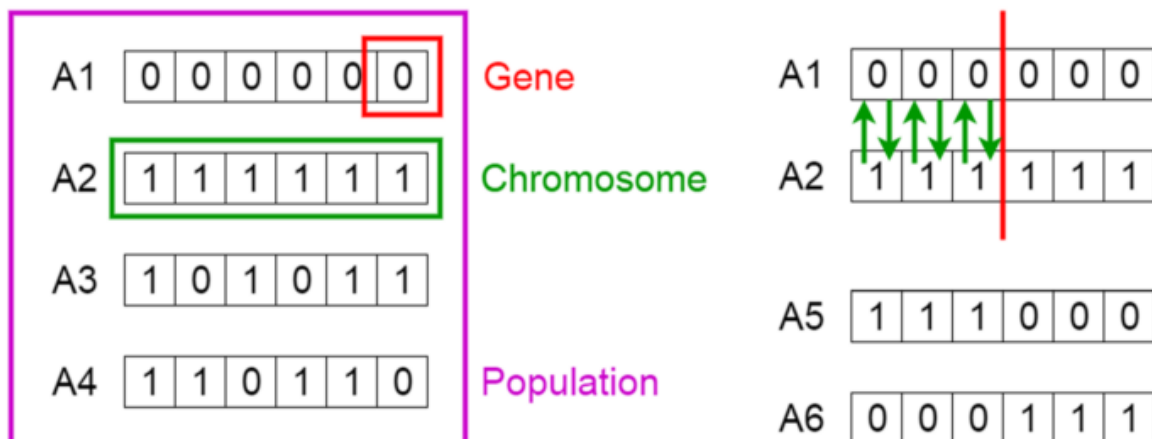 A1 0 0 0 0 0 0 Gene
A2 1 1 1 1 1 1 Chromosome
A3 1 0 1 0 1 1
A4 1 1 0 1 1 0 Population
A1 0 0 0 0 0 0
A2 1 1 1 1 1 1
A5 1 1 1 0 0 0
A6 0 0 0 1 1 1